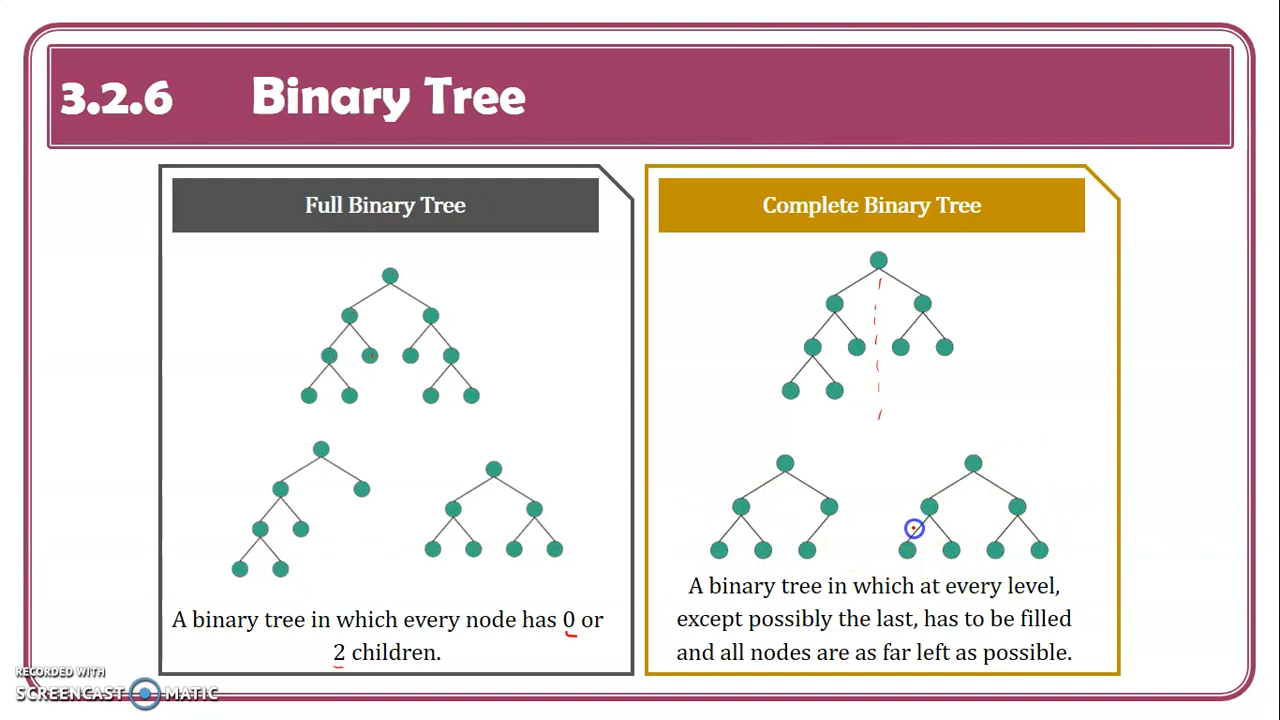 3.2.6 Binary Tree
Full Binary Tree
A binary tree in which every node has 0 or
2 children.
Complete Binary Tree
A binary tree in which at every level,
except possibly the last, has to be filled
and all nodes are as far left as possible.
RECORDED WITH
SCREENCAST MATIC